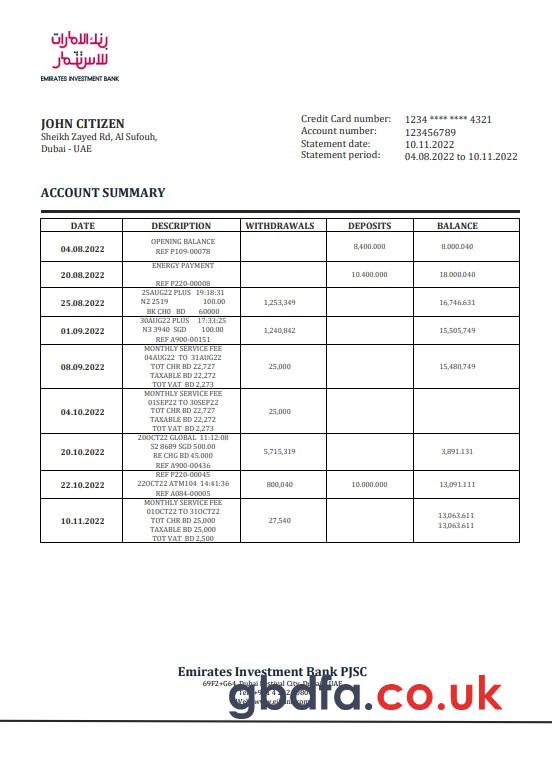 بنك الامارات
للاستثمار
EMIRATES INVESTMENT BANK
JOHN CITIZEN
Sheikh Zayed Rd, Al Sufouh,
Dubai - UAE
Credit Card number: 1234 **** **** 4321
Account number: 123456789
Statement date: 10.11.2022
Statement period: 04.08.2022 to 10.11.2022
ACCOUNT SUMMARY
DATE DESCRIPTION WITHDRAWALS DEPOSITS BALANCE
04.08.2022 OPENING BALANCE 8,400.000 8.000.040
REF P109-00078
20.08.2022 ENERGY PAYMENT 10.400.000 18.000.040
REF P220-00008
25.08.2022 25AUG22 PLUS 19:18:31 1,253,349 16,746.631
N2 2519 100.00
BK CH0 BD 60000
01.09.2022 30AUG22 PLUS 17:33:25 1,240,842 15,505,749
N3 3940 SGD 100.00
REF A900-00151
08.09.2022 MONTHLY SERVICE FEE 25,000 15,480,749
04AUG22 TO 31AUG22
TOT CHR BD 22,727
TAXABLE BD 22,272
TOT VAT BD 2,273
04.10.2022 MONTHLY SERVICE FEE 25,000
01SEP22 TO 30SEP22
TOT CHR BD 22,727
TAXABLE BD 22,272
TOT VAT BD 2,273
20.10.2022 20OCT22 GLOBAL 11:12:08 5,715,319 3,891.131
S2 8689 SGD 500.00
RE CHG BD 45.000
REF A900-00436
22.10.2022 REF P220-00045 800,040 10.000.000 13,091.111
22OCT22 ATM104 14:41:36
REF A084-00005
10.11.2022 MONTHLY SERVICE FEE 27,540 13,063.611
01OCT22 TO 31OCT22 13,063.611
TOT CHR BD 25,000
TAXABLE BD 25,000
TOT VAT BD 2,500
Emirates Investment Bank PJSC
69F2+G64, Dubai Festival City, Dubai, UAE
gbdfa.co.uk